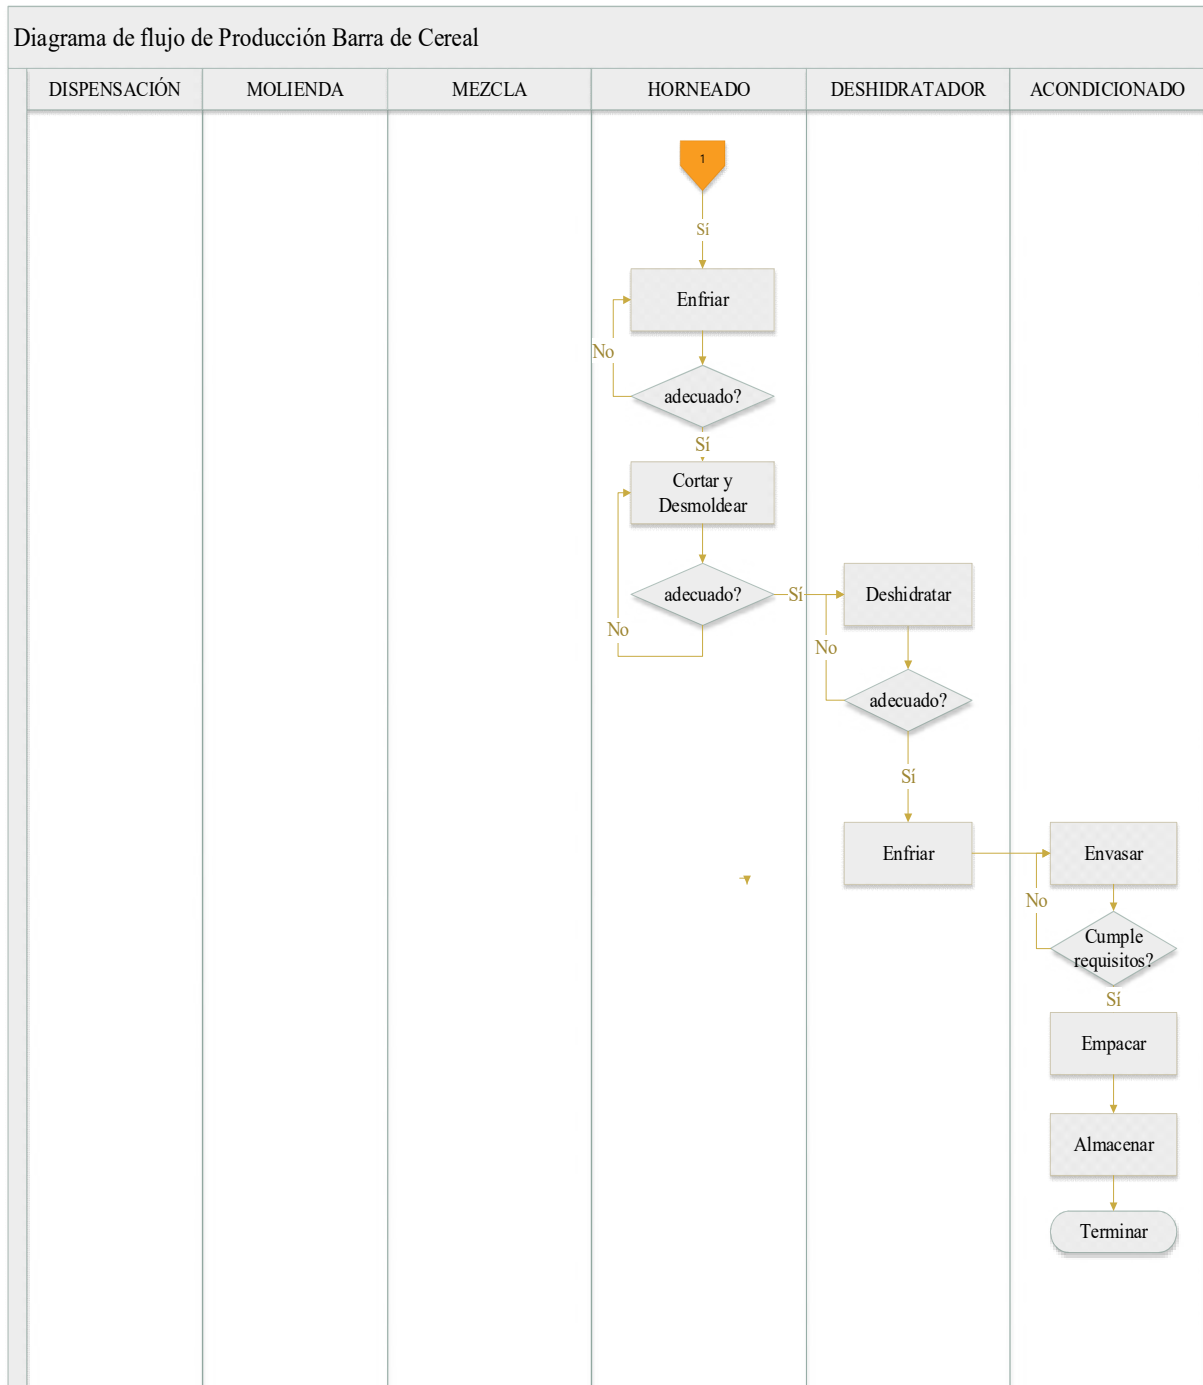 Diagrama de flujo de Producción Barra de Cereal
DISPENSACIÓN
MOLIENDA
MEZCLA
HORNEADO
DESHIDRATADOR
ACONDICIONADO
1
Sí
Enfriar
No
adecuado?
Sí
Cortar y
Desmoldear
adecuado?
Sí
No
Deshidratar
No
adecuado?
Sí
Enfriar
Envasar
No
Cumple
requisitos?
Sí
Empacar
Almacenar
Terminar